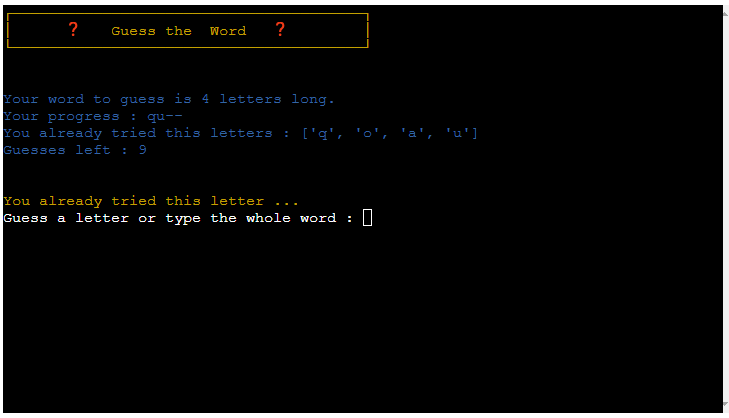 ❓ Guess the Word ❓
Your word to guess is 4 letters long.
Your progress : qu--
You already tried this letters : ['q', 'o', 'a', 'u']
Guesses left : 9
You already tried this letter ...
Guess a letter or type the whole word :